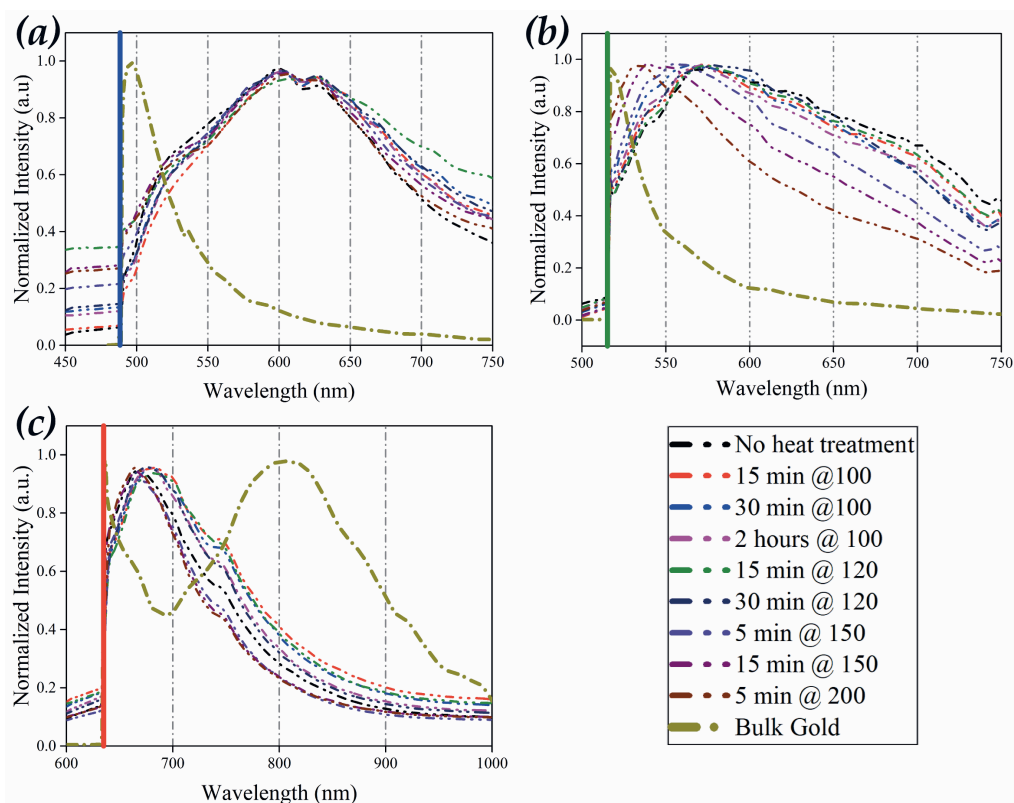 (a)
Normalized Intensity (a.u)
1.0
0.8
0.6
0.4
0.2
0.0
450 500 550 600 650 700 750
Wavelength (nm)
(b)
Normalized Intensity (a.u)
1.0
0.8
0.6
0.4
0.2
0.0
500 550 600 650 700 750
Wavelength (nm)
(c)
Normalized Intensity (a.u.)
1.0
0.8
0.6
0.4
0.2
0.0
600 700 800 900 1000
Wavelength (nm)
No heat treatment
15 min @100
30 min @100
2 hours @ 100
15 min @ 120
30 min @ 120
5 min @ 150
15 min @ 150
5 min @ 200
Bulk Gold